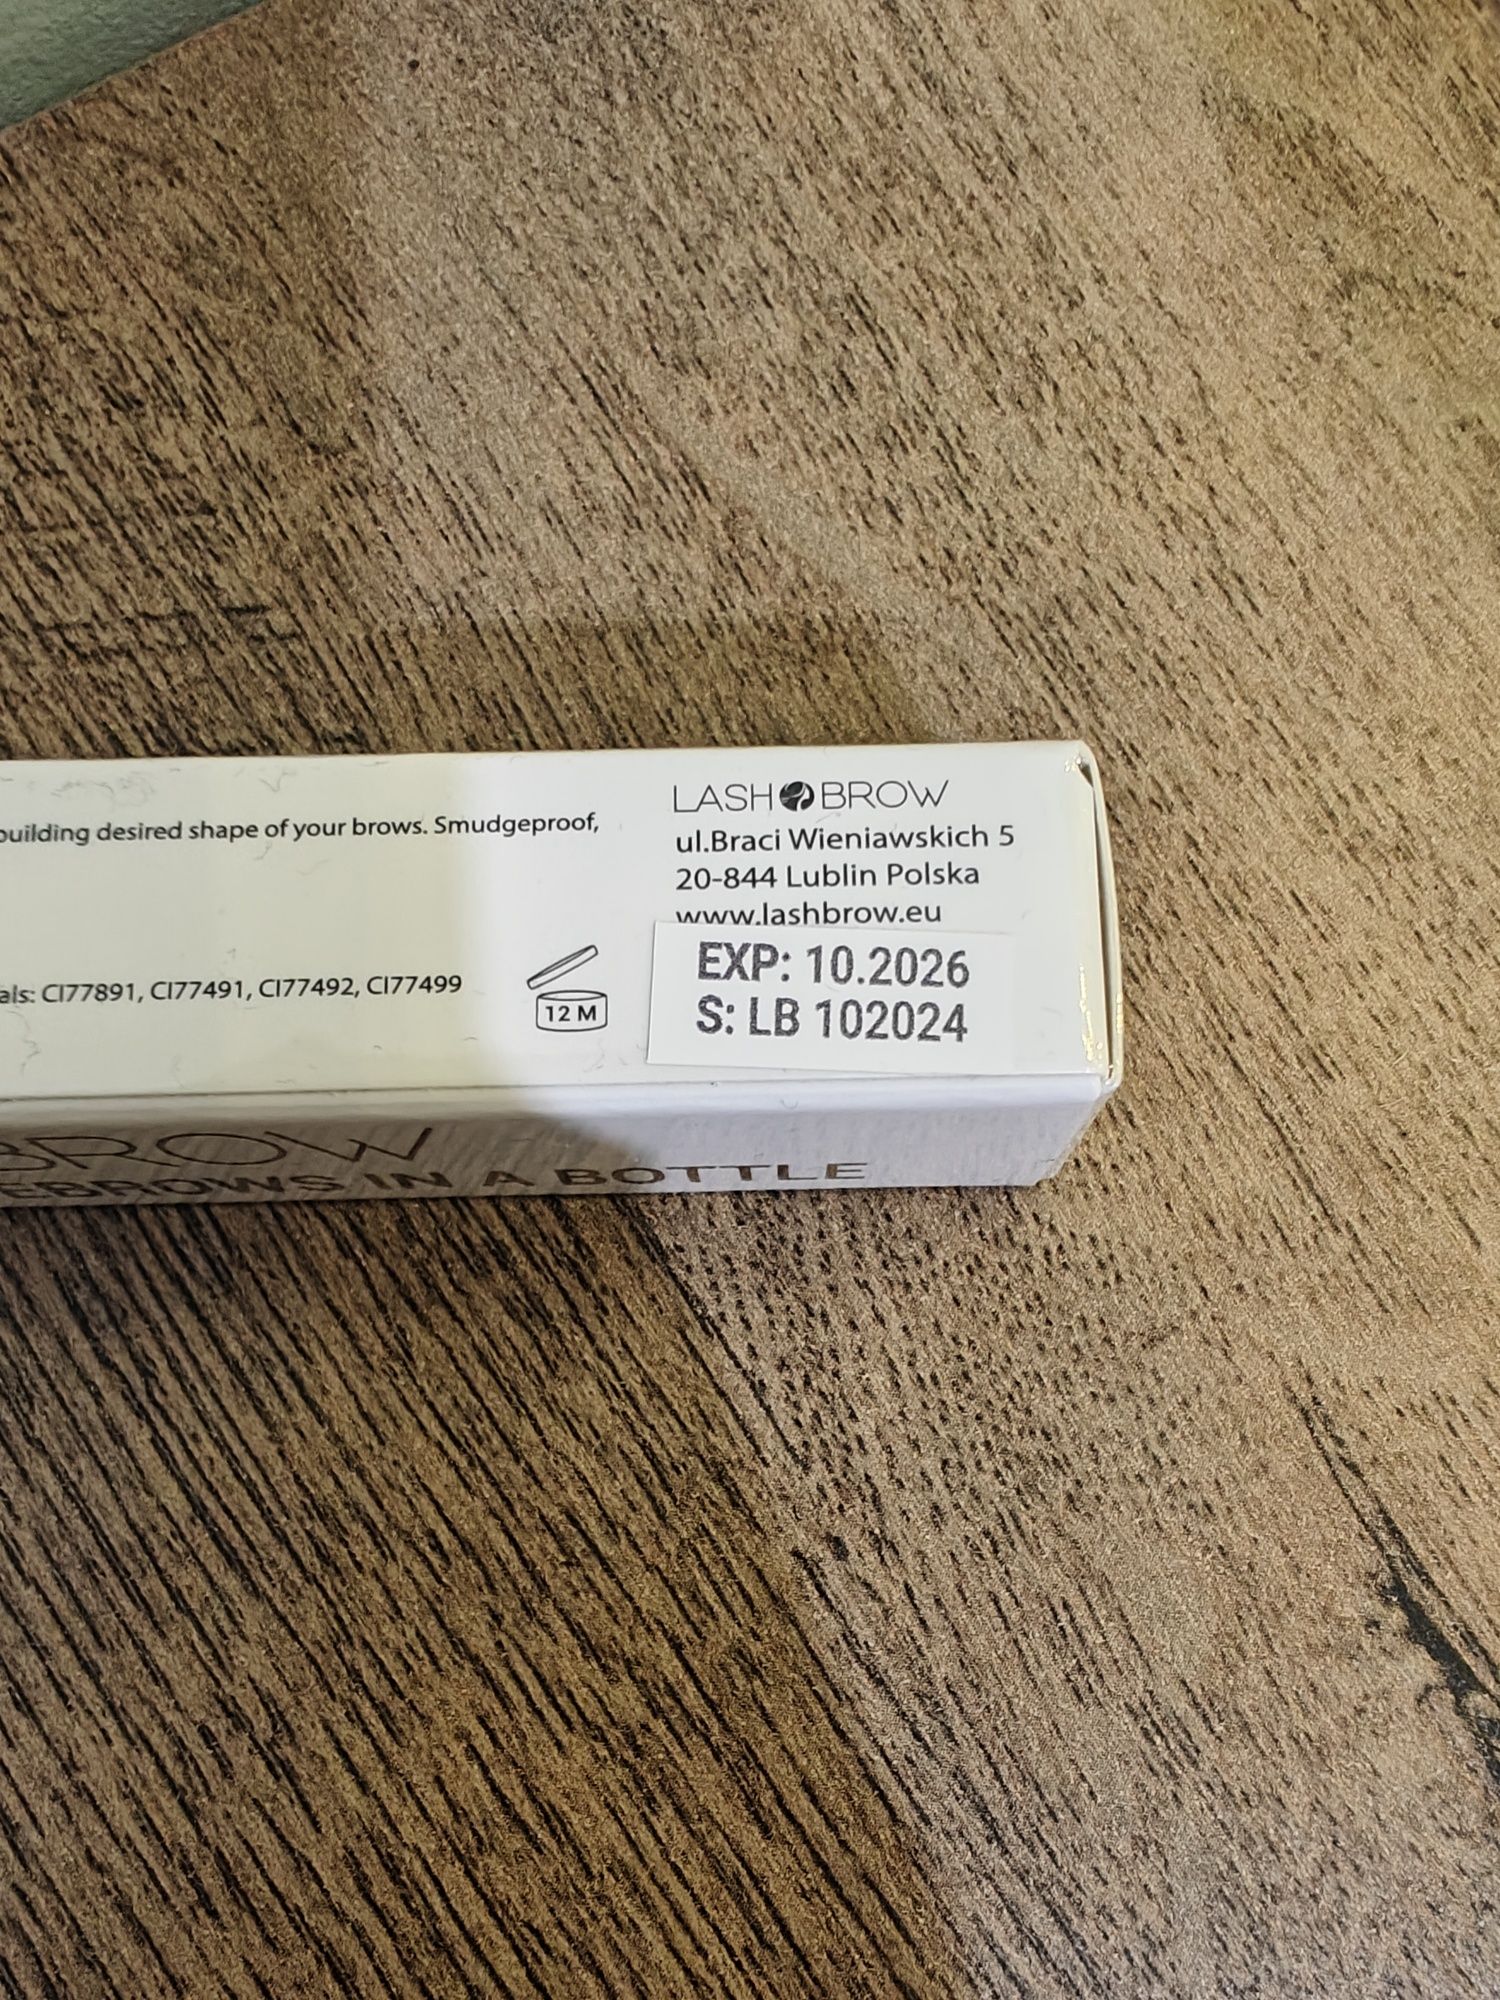 building desired shape of your brows. Smudgeproof,
als: CI77891, CI77491, CI77492, CI77499
12 M
LASH BROW
ul.Braci Wieniawskich 5
20-844 Lublin Polska
www.lashbrow.eu
EXP: 10.2026
S: LB 102024
BROW
EBROWS IN A BOTTLE